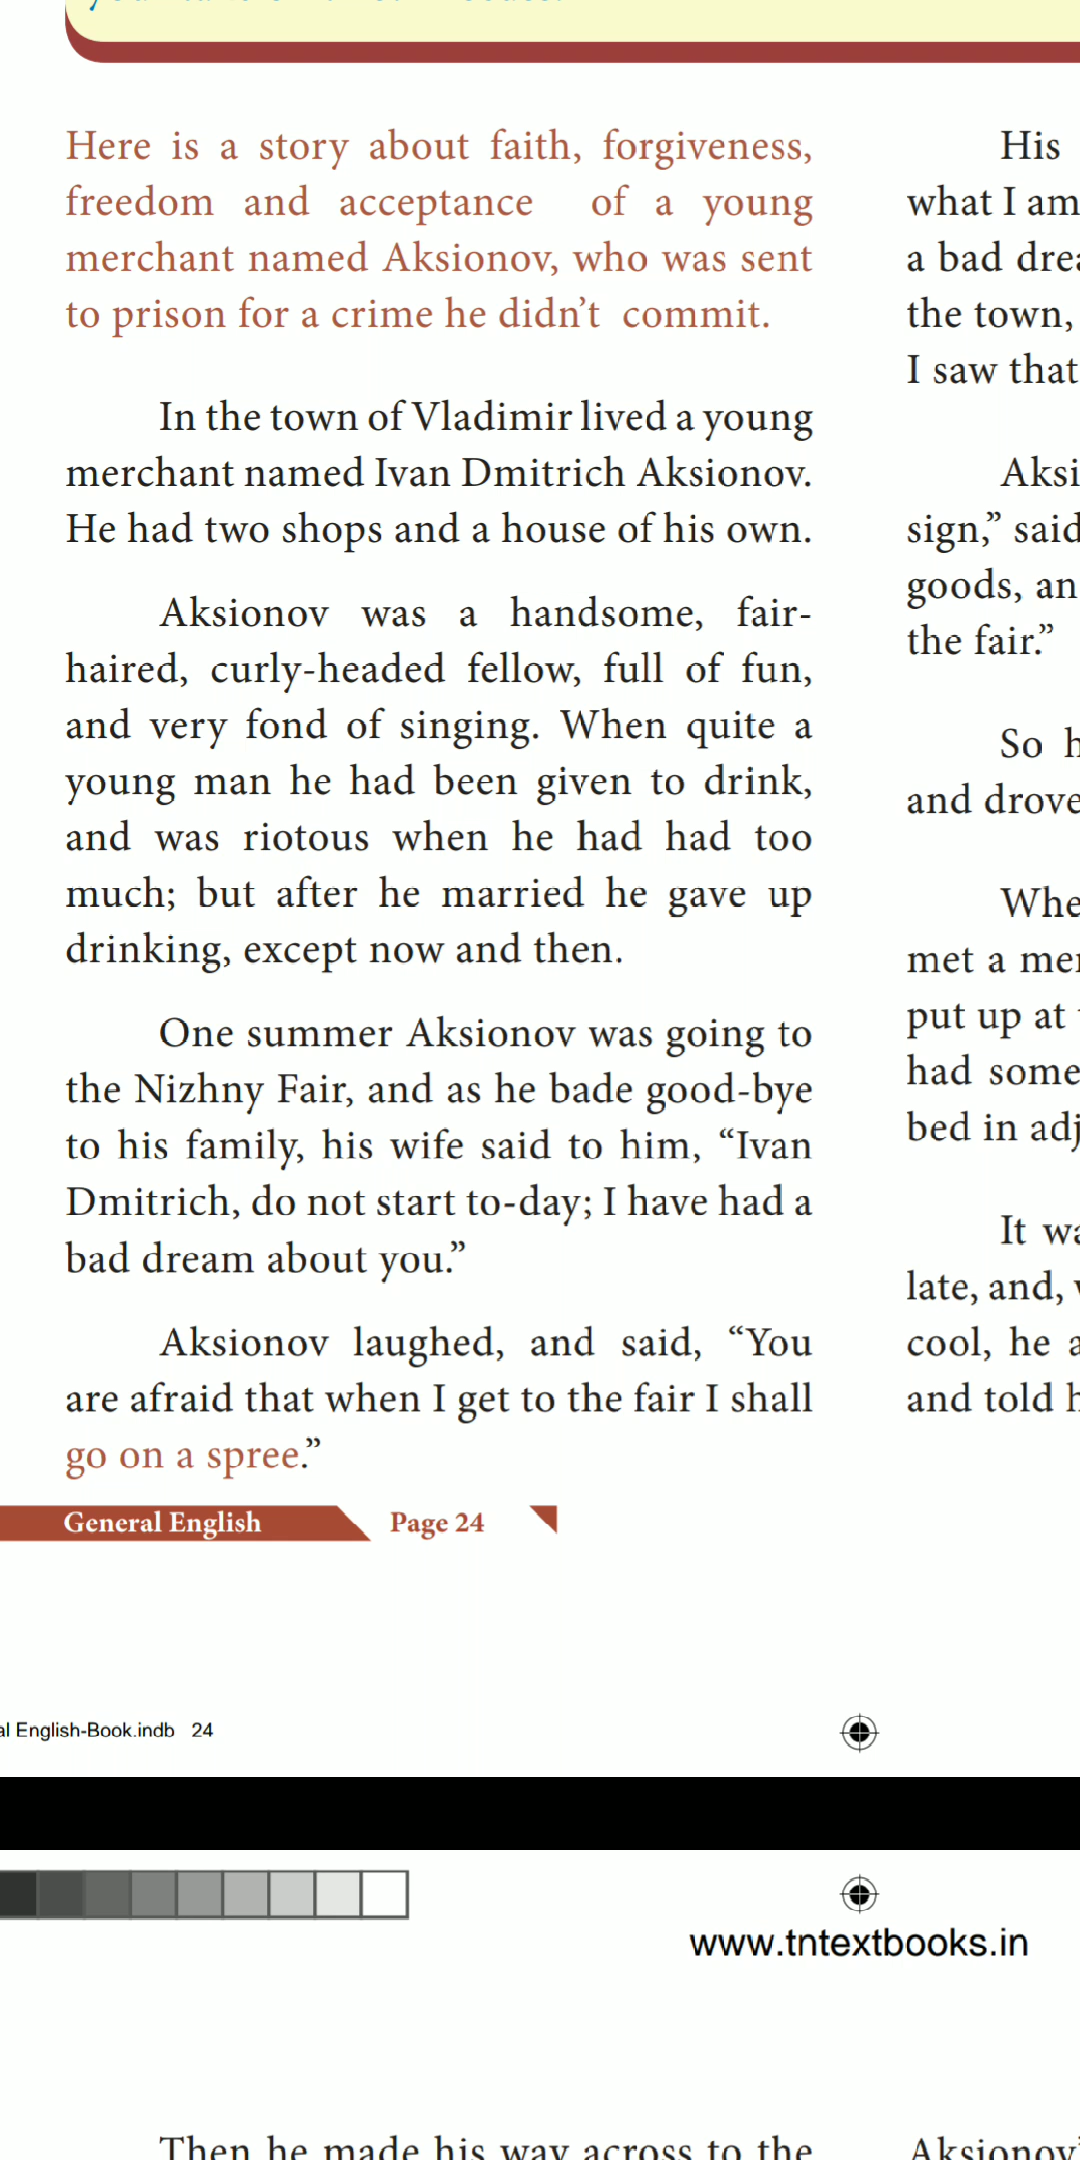 Here is a story about faith, forgiveness,
freedom and acceptance of a young
merchant named Aksionov, who was sent
to prison for a crime he didn’t commit.
In the town of Vladimir lived a young
merchant named Ivan Dmitrich Aksionov.
He had two shops and a house of his own.
Aksionov was a handsome, fair-
haired, curly-headed fellow, full of fun,
and very fond of singing. When quite a
young man he had been given to drink,
and was riotous when he had had too
much; but after he married he gave up
drinking, except now and then.
One summer Aksionov was going to
the Nizhny Fair, and as he bade good-bye
to his family, his wife said to him, “Ivan
Dmitrich, do not start to-day; I have had a
bad dream about you.”
Aksionov laughed, and said, “You
are afraid that when I get to the fair I shall
go on a spree.”
His
what I am
a bad
the town,
I saw that
sign,” said
goods,
the fair.”
So
and drove
met a
put up at
had some
bed in
It
late, and,
cool, he
and told
General English Page 24
English-Book.indb 24
www.tntextbooks.in
Then he made his way across to the